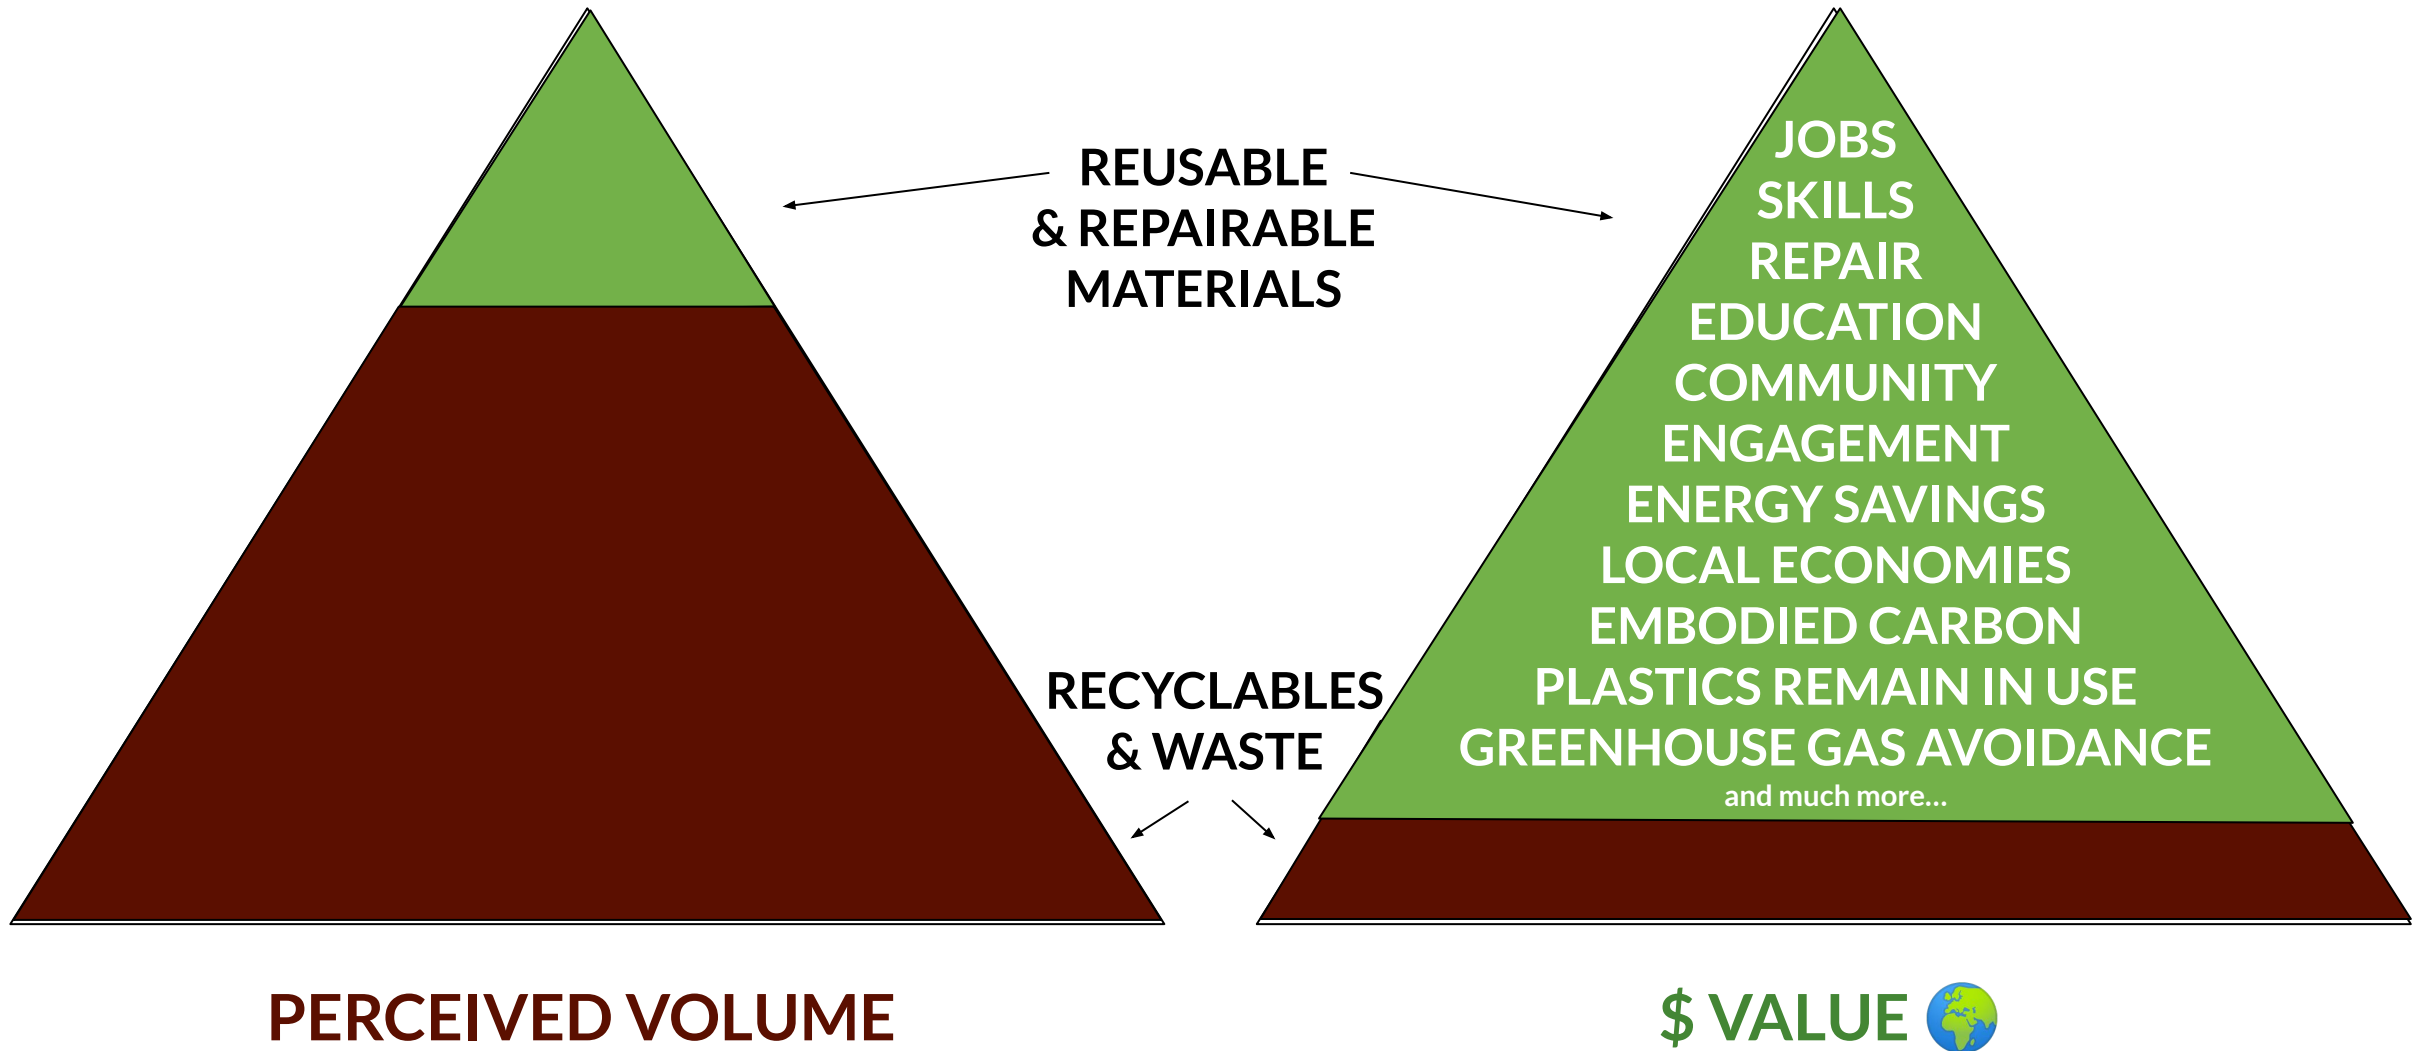 REUSABLE
& REPAIRABLE
MATERIALS
RECYCLABLES
& WASTE
JOBS
SKILLS
REPAIR
EDUCATION
COMMUNITY
ENGAGEMENT
ENERGY SAVINGS
LOCAL ECONOMIES
EMBODIED CARBON
PLASTICS REMAIN IN USE
GREENHOUSE GAS AVOIDANCE
and much more...
PERCEIVED VOLUME
$ VALUE 🌍